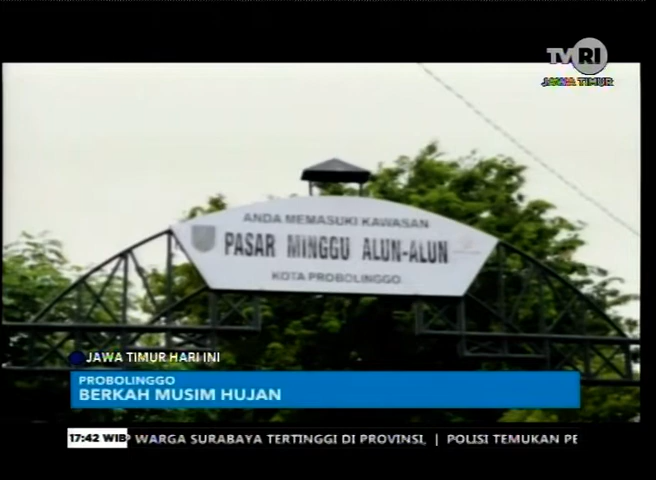 TVRI
JAWA TIMUR
ANDA MEMASUKI KAWASAN
PASAR MINGGU ALUN-ALUN
KOTA PROBOLINGGO
JAWA TIMUR HARI INI
PROBOLINGGO
BERKAH MUSIM HUJAN
17:42 WIB
WARGA SURABAYA TERTINGGI DI PROVINSI, | POLISI TEMUKAN